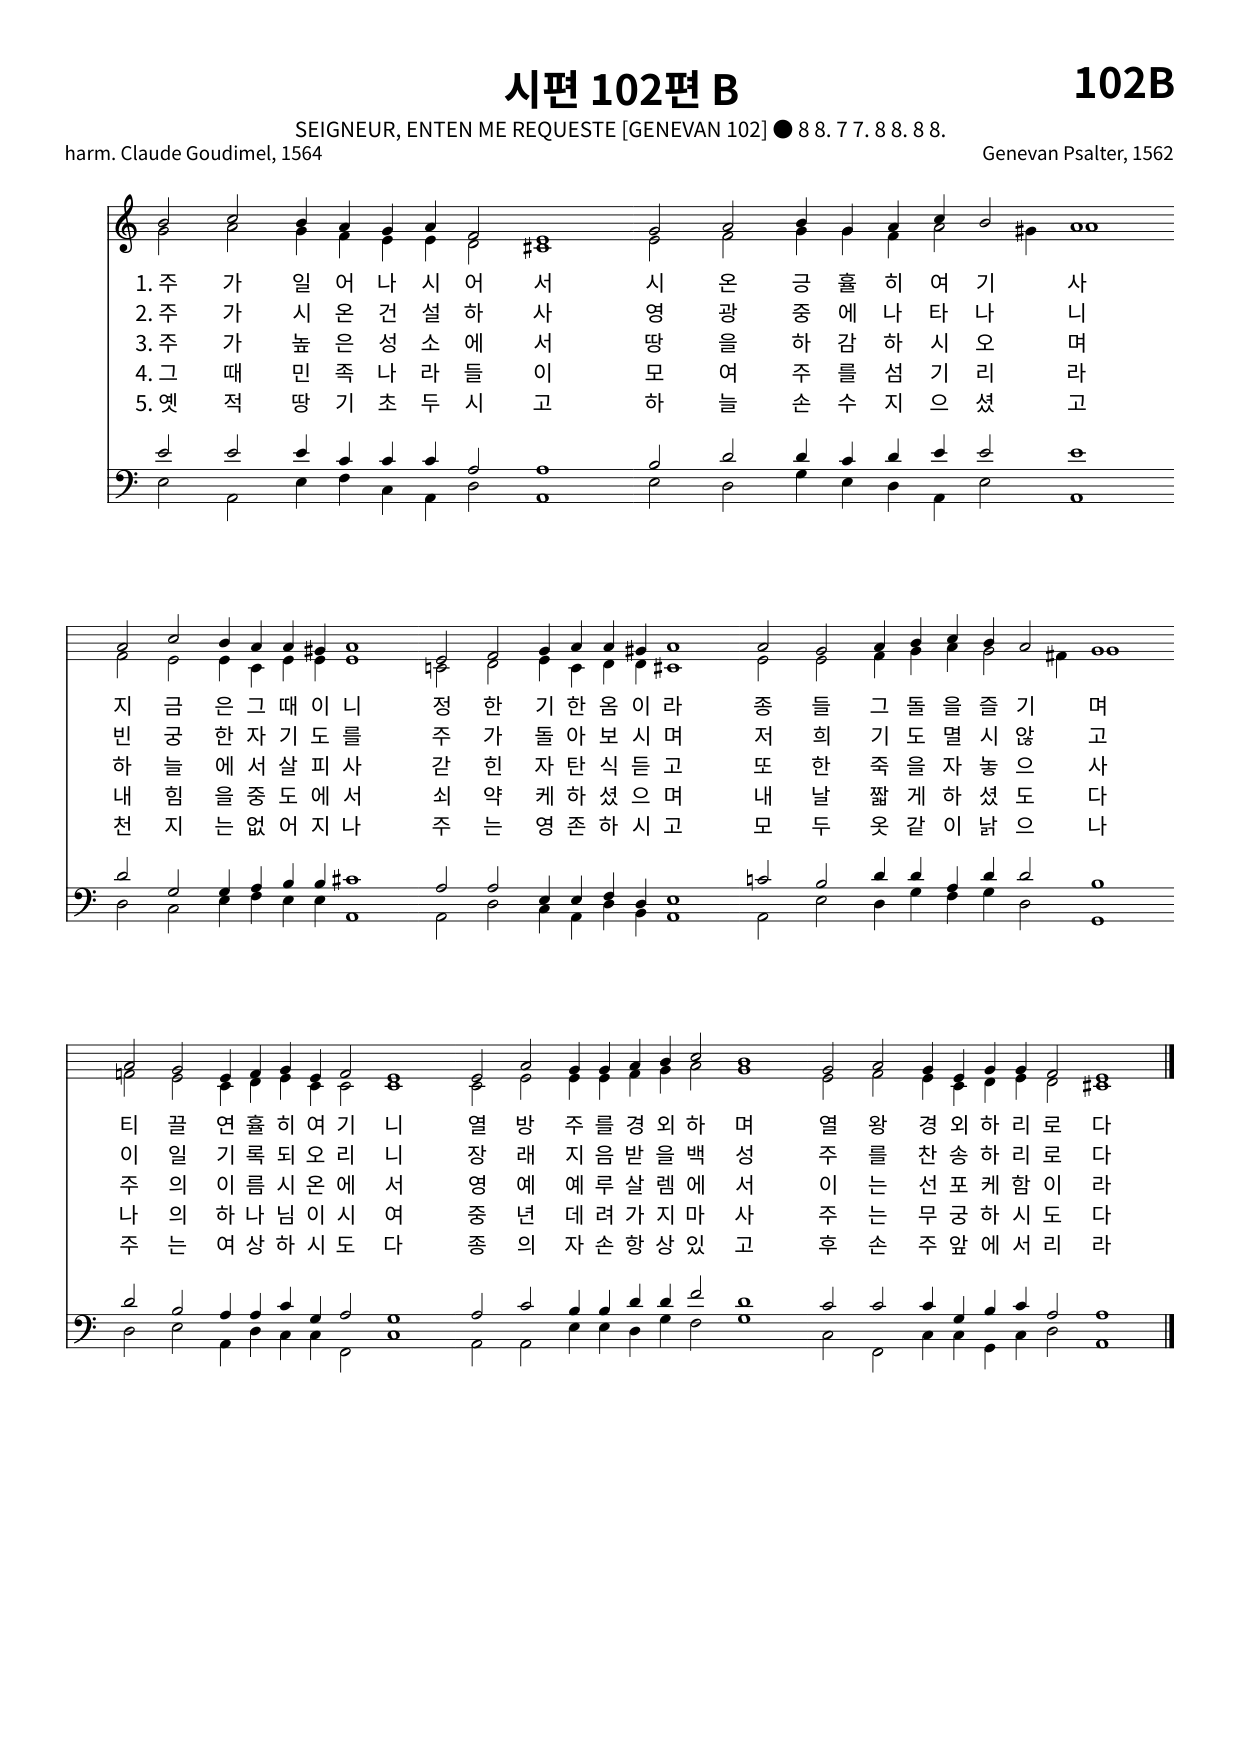 시편 102편 B
102B
SEIGNEUR, ENTEN ME REQUESTE [GENEVAN 102] ● 8 8. 7 7. 8 8. 8 8.
harm. Claude Goudimel, 1564
Genevan Psalter, 1562
1. 주 가 일 어 나 시 어 서 시 온 긍 휼 히 여 기 사
2. 주 가 시 온 건 설 하 사 영 광 중 에 나 타 나 니
3. 주 가 높 은 성 소 에 서 땅 을 하 감 하 시 오 며
4. 그 때 민 족 나 라 들 이 모 여 주 를 섬 기 리 라
5. 옛 적 땅 기 초 두 시 고 하 늘 손 수 지 으 셨 고
지 금 은 그 때 이 니 정 한 기 한 옴 이 라 종 들 그 돌 을 즐 기 며
빈 궁 한 자 기 도 를 주 가 돌 아 보 시 며 저 희 기 도 멸 시 않 고
하 늘 에 서 살 피 사 갇 힌 자 탄 식 듣 고 또 한 죽 을 자 놓 으 사
내 힘 을 중 도 에 서 쇠 약 케 하 셨 으 며 내 날 짧 게 하 셨 도 다
천 지 는 없 어 지 나 주 는 영 존 하 시 고 모 두 옷 같 이 낡 으 나
티 끌 연 휼 히 여 기 니 열 방 주 를 경 외 하 며 열 왕 경 외 하 리 로 다
이 일 기 록 되 오 리 니 장 래 지 음 받 을 백 성 주 를 찬 송 하 리 로 다
주 의 이 름 시 온 에 서 영 예 예 루 살 렘 에 서 이 는 선 포 케 함 이 라
나 의 하 나 님 이 시 여 중 년 데 려 가 지 마 사 주 는 무 궁 하 시 도 다
주 는 여 상 하 시 도 다 종 의 자 손 항 상 있 고 후 손 주 앞 에 서 리 라